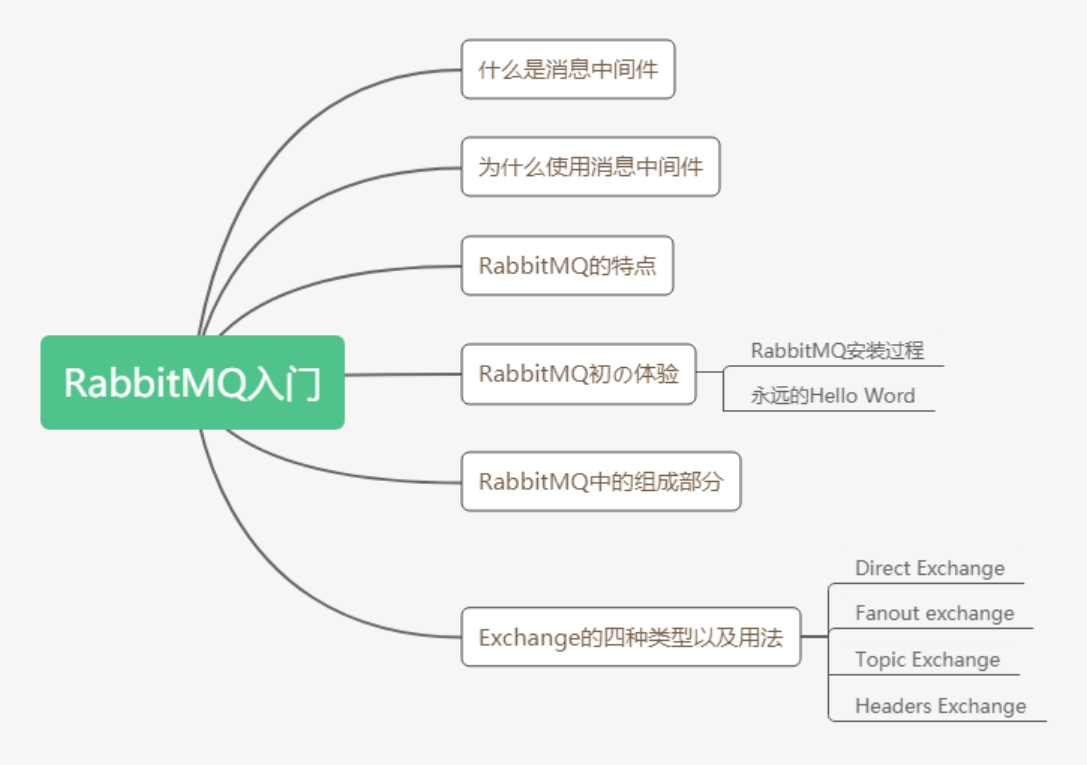 什么是消息中间件
为什么使用消息中间件
RabbitMQ的特点
RabbitMQ入门
RabbitMQ初の体验
RabbitMQ安装过程
永远的Hello Word
RabbitMQ中的组成部分
Exchange的四种类型以及用法
Direct Exchange
Fanout exchange
Topic Exchange
Headers Exchange